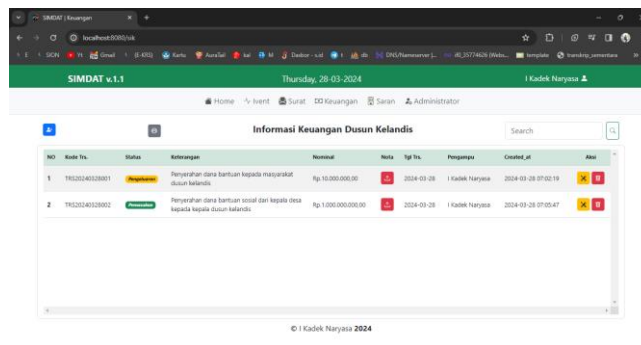 SIMDAT | Keuangan
localhost:8080/sik
Gmail
Kartu
template
SIMDAT v.1.1
Thursday, 28-03-2024
I Kadek Naryasa
Home
Ivent
Surat
Keuangan
Saran
Administrator
Informasi Keuangan Dusun Kelandis
Search
NO Kode Trs. Status Keterangan Nominal Nota Tgl Trs. Pengampu Created_at Aksi
1 TRS20240328001 Pengeluaran Penyerahan dana bantuan kepada masyarakat Rp.10.000.000,00 2024-03-28 I Kadek Naryasa 2024-03-28 07:02:19
dusun kelandis
2 TRS20240328002 Pemasukan Penyerahan dana bantuan sosial dari kepala desa Rp.1.000.000.000,00 2024-03-28 I Kadek Naryasa 2024-03-28 07:05:47
kepada kepala dusun kelandis
© I Kadek Naryasa 2024